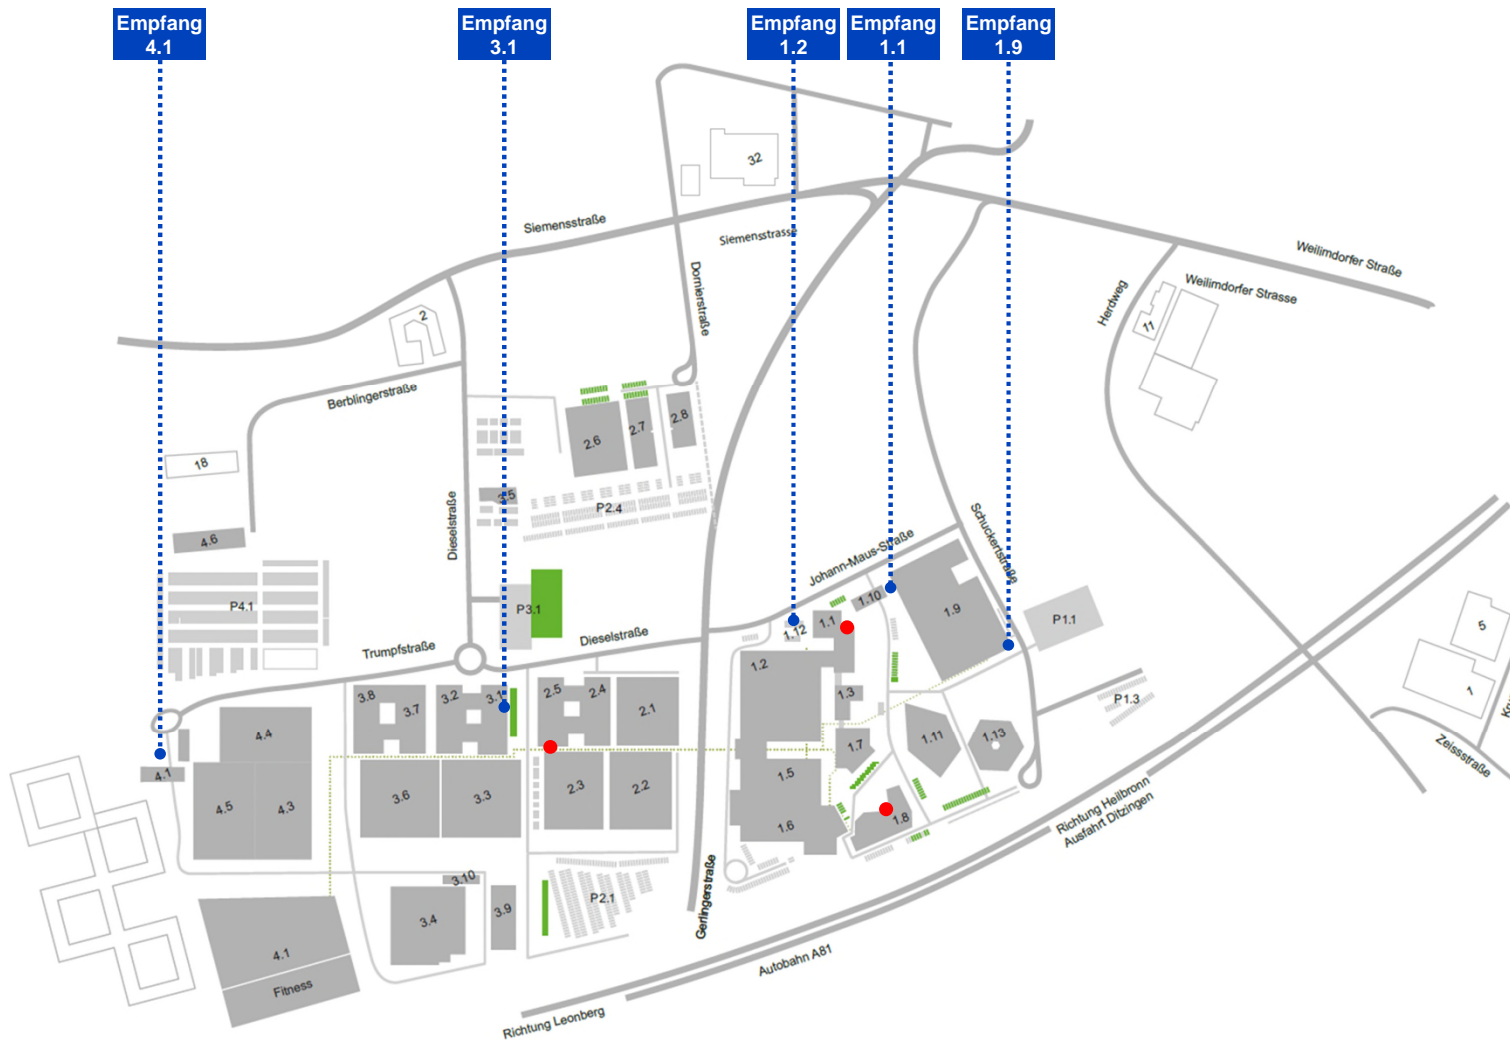 Empfang
4.1
Empfang
3.1
Empfang
1.2
Empfang
1.1
Empfang
1.9
32
Siemensstraße
Siemensstrasse
Weilimdorfer Straße
Weilimdorfer Strasse
Dornierstraße
Herdweg
2
11
Berblingerstraße
2.8
2.7
2.6
18
3.5
P2.4
Dieselstraße
Schuckertstraße
4.6
Johann-Maus-Straße
P4.1
P3.1
1.10
1.9
1.1
1.12
P1.1
5
Dieselstraße
Trumpfstraße
1.2
3.8
3.7
3.2
3.1
2.5
2.4
2.1
1.3
P1.3
1
4.4
1.7
1.11
1.13
Zeissstraße
4.1
1.5
4.5
4.3
3.6
3.3
2.3
2.2
1.6
1.8
Richtung Heilbronn
Ausfahrt Ditzingen
3.10
3.4
3.9
P2.1
Gerlingerstraße
4.1
Fitness
Autobahn A81
Richtung Leonberg